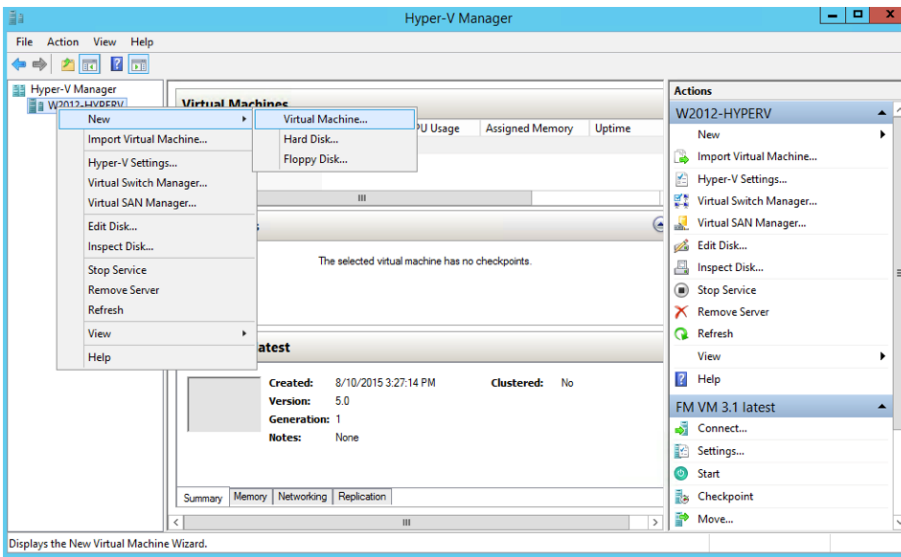 Hyper-V Manager
File Action View Help
Hyper-V Manager
W2012-HYPERV
New
Import Virtual Machine...
Hyper-V Settings...
Virtual Switch Manager...
Virtual SAN Manager...
Edit Disk...
Inspect Disk...
Stop Service
Remove Server
Refresh
View
Help
Virtual Machine...
Hard Disk...
Floppy Disk...
Virtual Machines
PU Usage Assigned Memory Uptime
The selected virtual machine has no checkpoints.
atest
Created: 8/10/2015 3:27:14 PM Clustered: No
Version: 5.0
Generation: 1
Notes: None
Summary Memory Networking Replication
Actions
W2012-HYPERV
New
Import Virtual Machine...
Hyper-V Settings...
Virtual Switch Manager...
Virtual SAN Manager...
Edit Disk...
Inspect Disk...
Stop Service
Remove Server
Refresh
View
Help
FM VM 3.1 latest
Connect...
Settings...
Start
Checkpoint
Move...
Displays the New Virtual Machine Wizard.